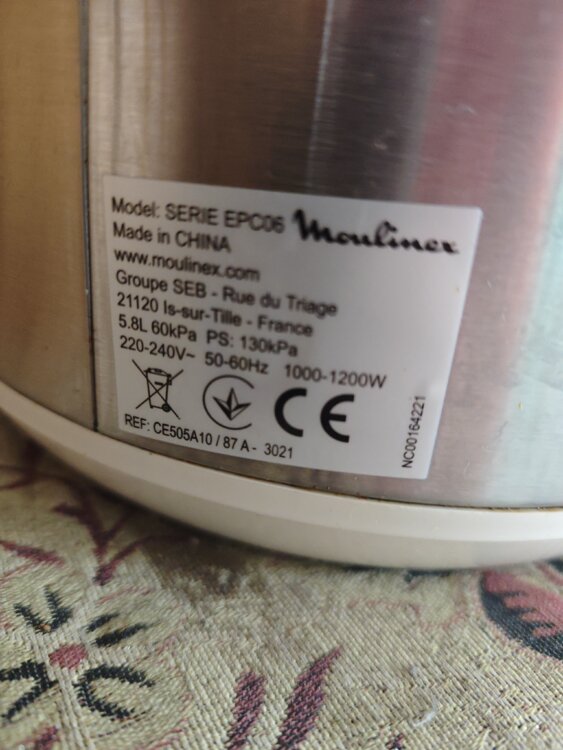 Model: SERIE EPC06 Moulinex
Made in CHINA
www.moulinex.com
Groupe SEB - Rue du Triage
21120 Is-sur-Tille - France
5.8L 60kPa PS: 130kPa
220-240V~ 50-60Hz 1000-1200W
CE
REF: CE505A10 / 87 A - 3021
NC00164221